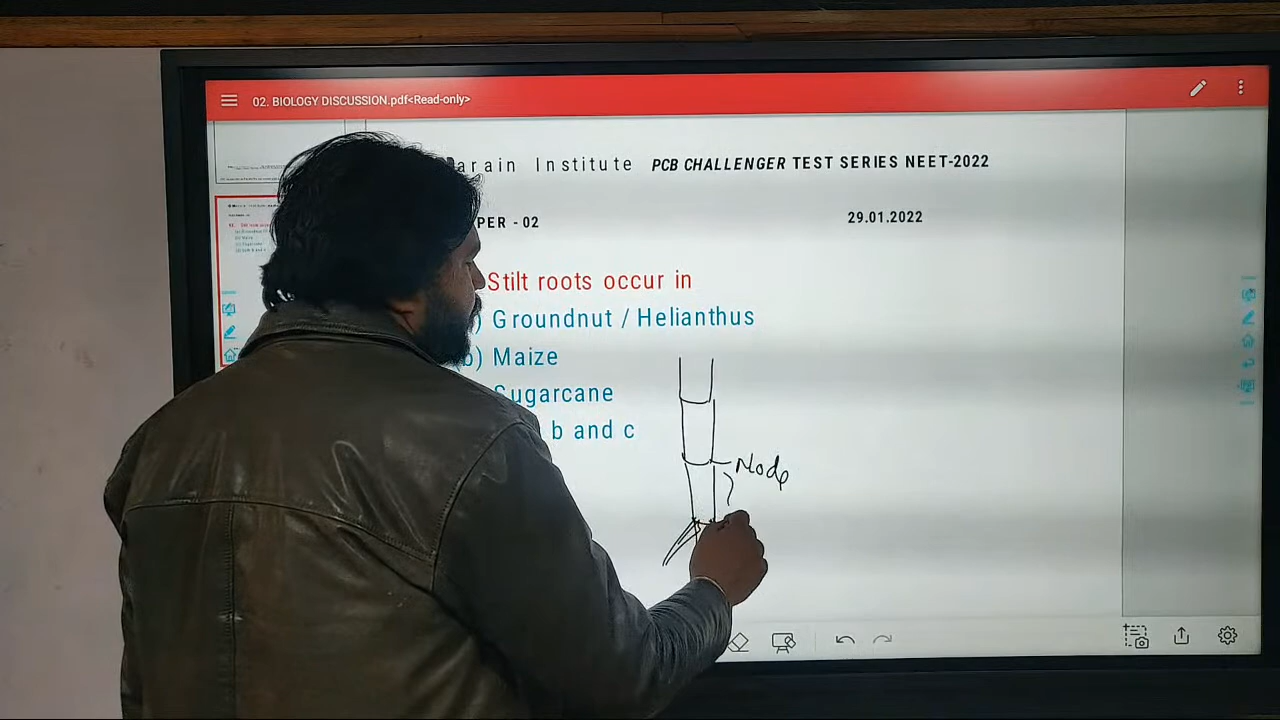 02. BIOLOGY DISCUSSION.pdf<Read-only>
arain Institute PCB CHALLENGER TEST SERIES NEET-2022
PER - 02 29.01.2022
Stilt roots occur in
) Groundnut / Helianthus
b) Maize
Sugarcane
b and c
Node